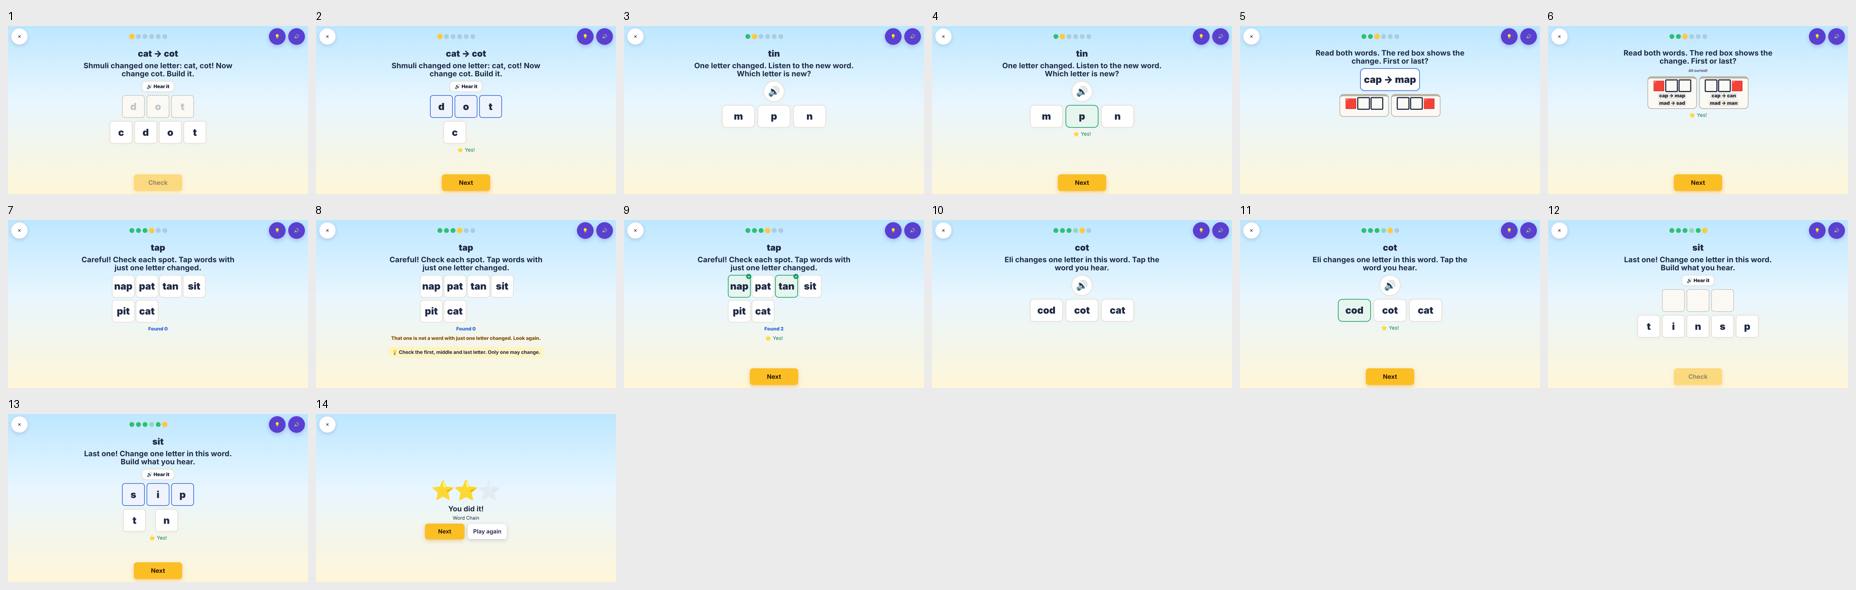 1
cat → cot
Shmuli changed one letter: cat, cot! Now
change cot. Build it.
Hear it
d o t
c d o t
Check
2
cat → cot
Shmuli changed one letter: cat, cot! Now
change cot. Build it.
Hear it
d o t
c
Yes!
Next
3
tin
One letter changed. Listen to the new word.
Which letter is new?
m p n
4
tin
One letter changed. Listen to the new word.
Which letter is new?
m p n
Yes!
Next
5
Read both words. The red box shows the
change. First or last?
cap → map
6
Read both words. The red box shows the
change. First or last?
All sorted!
cap → map
mad → sad
cap → can
mad → man
Yes!
Next
7
tap
Careful! Check each spot. Tap words with
just one letter changed.
nap pat tan sit
pit cat
Found 0
8
tap
Careful! Check each spot. Tap words with
just one letter changed.
nap pat tan sit
pit cat
Found 0
That one is not a word with just one letter changed. Look again.
Check the first, middle and last letter. Only one may change.
9
tap
Careful! Check each spot. Tap words with
just one letter changed.
nap pat tan sit
pit cat
Found 2
Yes!
Next
10
cot
Eli changes one letter in this word. Tap the
word you hear.
cod cot cat
11
cot
Eli changes one letter in this word. Tap the
word you hear.
cod cot cat
Yes!
Next
12
sit
Last one! Change one letter in this word.
Build what you hear.
Hear it
t i n s p
Check
13
sit
Last one! Change one letter in this word.
Build what you hear.
Hear it
s i p
t n
Yes!
Next
14
You did it!
Word Chain
Next
Play again